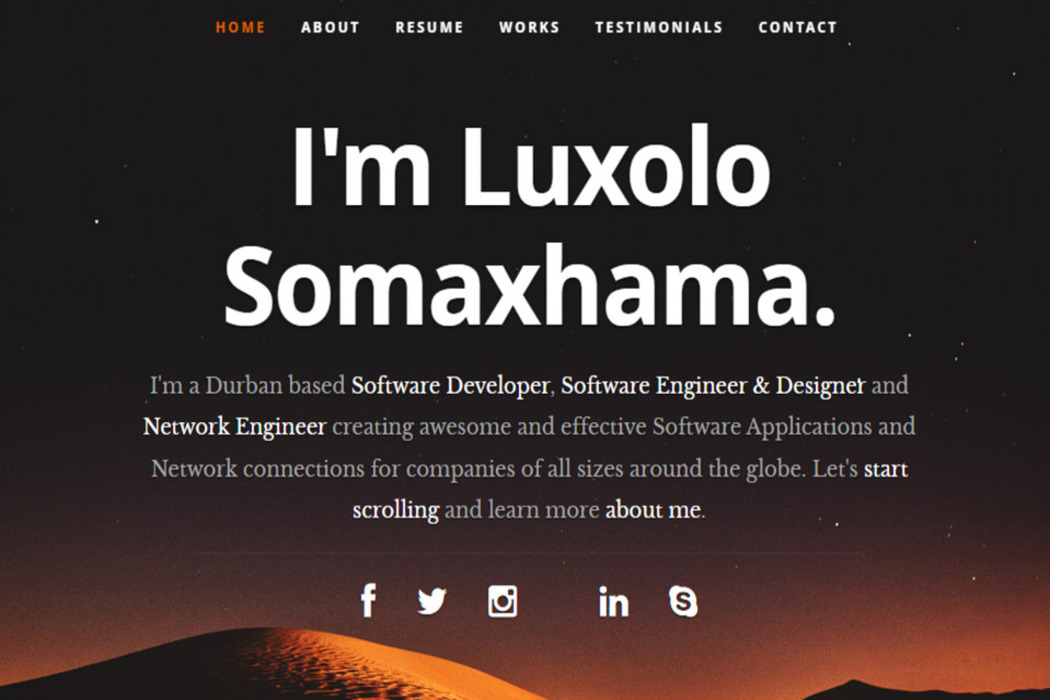 HOME ABOUT RESUME WORKS TESTIMONIALS CONTACT
I'm Luxolo
Somaxhama.
I'm a Durban based Software Developer, Software Engineer & Designer and
Network Engineer creating awesome and effective Software Applications and
Network connections for companies of all sizes around the globe. Let's start
scrolling and learn more about me.